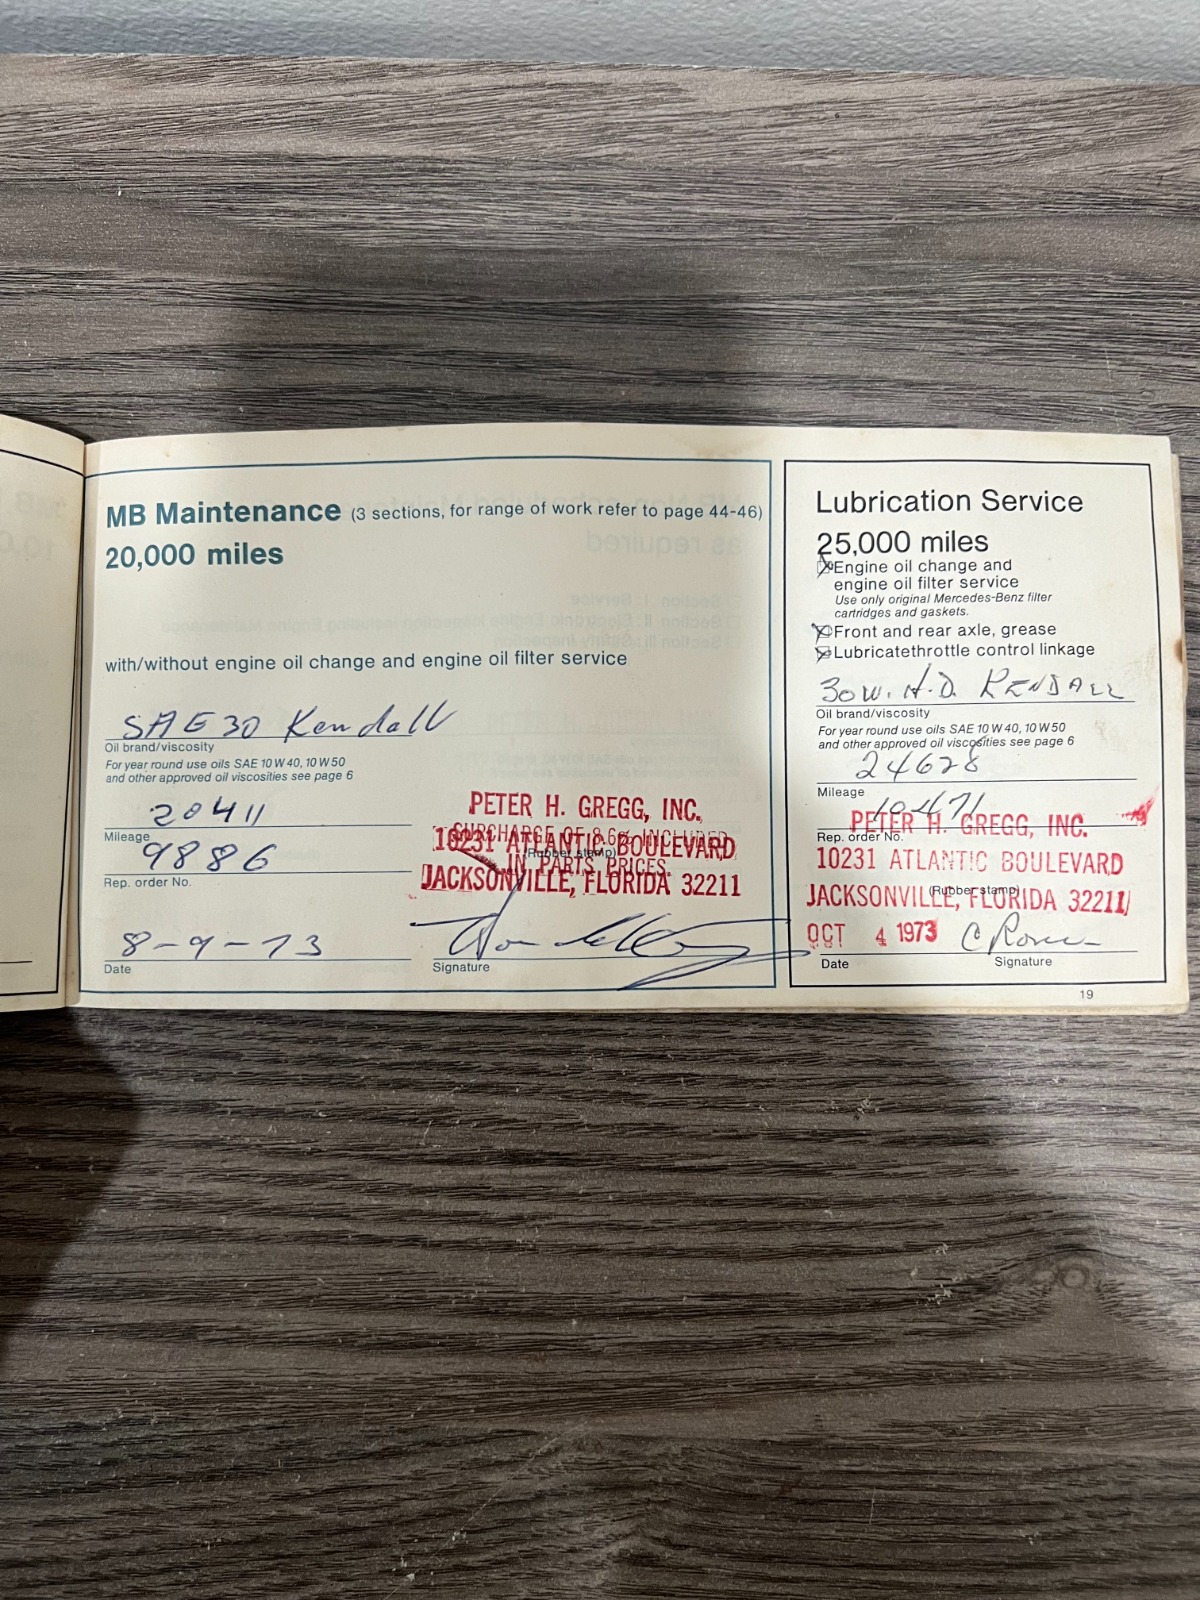 MB Maintenance (3 sections, for range of work refer to page 44-46)
20,000 miles
with/without engine oil change and engine oil filter service
SAE 30 Kendall
Oil brand/viscosity
For year round use oils SAE 10 W 40, 10 W 50
and other approved oil viscosities see page 6
20411
Mileage
9886
Rep. order No.
8-9-73
Date
PETER H. GREGG, INC.
SURCHARGE OF 8.6% INCLUDED
10231 ATLANTIC BOULEVARD
(Rubber stamp)
IN PARTS PRICES.
JACKSONVILLE, FLORIDA 32211
Signature
Lubrication Service
25,000 miles
Engine oil change and
engine oil filter service
Use only original Mercedes-Benz filter
cartridges and gaskets.
Front and rear axle, grease
Lubricatethrottle control linkage
30W. H.D. KENDALL
Oil brand/viscosity
For year round use oils SAE 10 W 40, 10 W 50
and other approved oil viscosities see page 6
24628
Mileage
10471
PETER H. GREGG, INC.
Rep. order No.
10231 ATLANTIC BOULEVARD
(Rubber stamp)
JACKSONVILLE, FLORIDA 32211
OCT 4 1973
Date
Signature
19